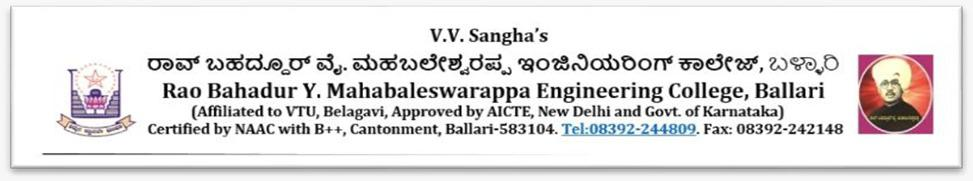 V.V. Sangha's
ರಾವ್ ಬಹದ್ದೂರ್ ವೈ. ಮಹಬಲೇಶ್ವರಪ್ಪ ಇಂಜಿನಿಯರಿಂಗ್ ಕಾಲೇಜ್, ಬಳ್ಳಾರಿ
Rao Bahadur Y. Mahabaleswarappa Engineering College, Ballari
(Affiliated to VTU, Belagavi, Approved by AICTE, New Delhi and Govt. of Karnataka)
Certified by NAAC with B++, Cantonment, Ballari-583104. Tel:08392-244809. Fax: 08392-242148